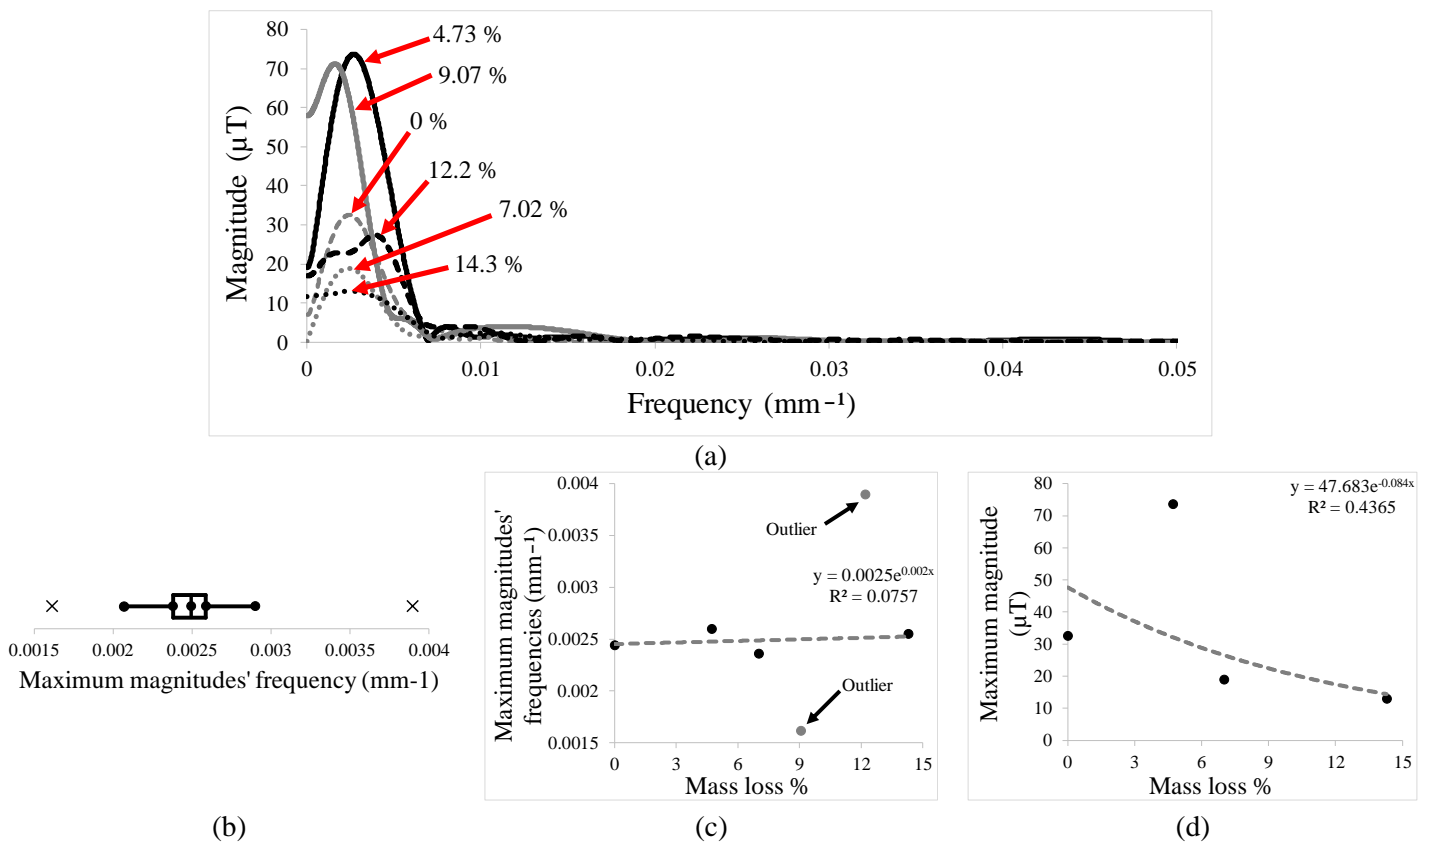 80
70
60
50
40
30
20
10
0
Magnitude (µT)
4.73 %
9.07 %
0 %
12.2 %
7.02 %
14.3 %
0 0.01 0.02 0.03 0.04 0.05
Frequency (mm⁻¹)
(a)
0.0015 0.002 0.0025 0.003 0.0035 0.004
Maximum magnitudes' frequency (mm-1)
(b)
0.004
0.0035
0.003
0.0025
0.002
0.0015
Maximum magnitudes'
frequencies (mm⁻¹)
Outlier
y = 0.0025e^0.002x
R² = 0.0757
Outlier
0 3 6 9 12 15
Mass loss %
(c)
80
70
60
50
40
30
20
10
0
Maximum magnitude
(µT)
y = 47.683e^-0.084x
R² = 0.4365
0 3 6 9 12 15
Mass loss %
(d)